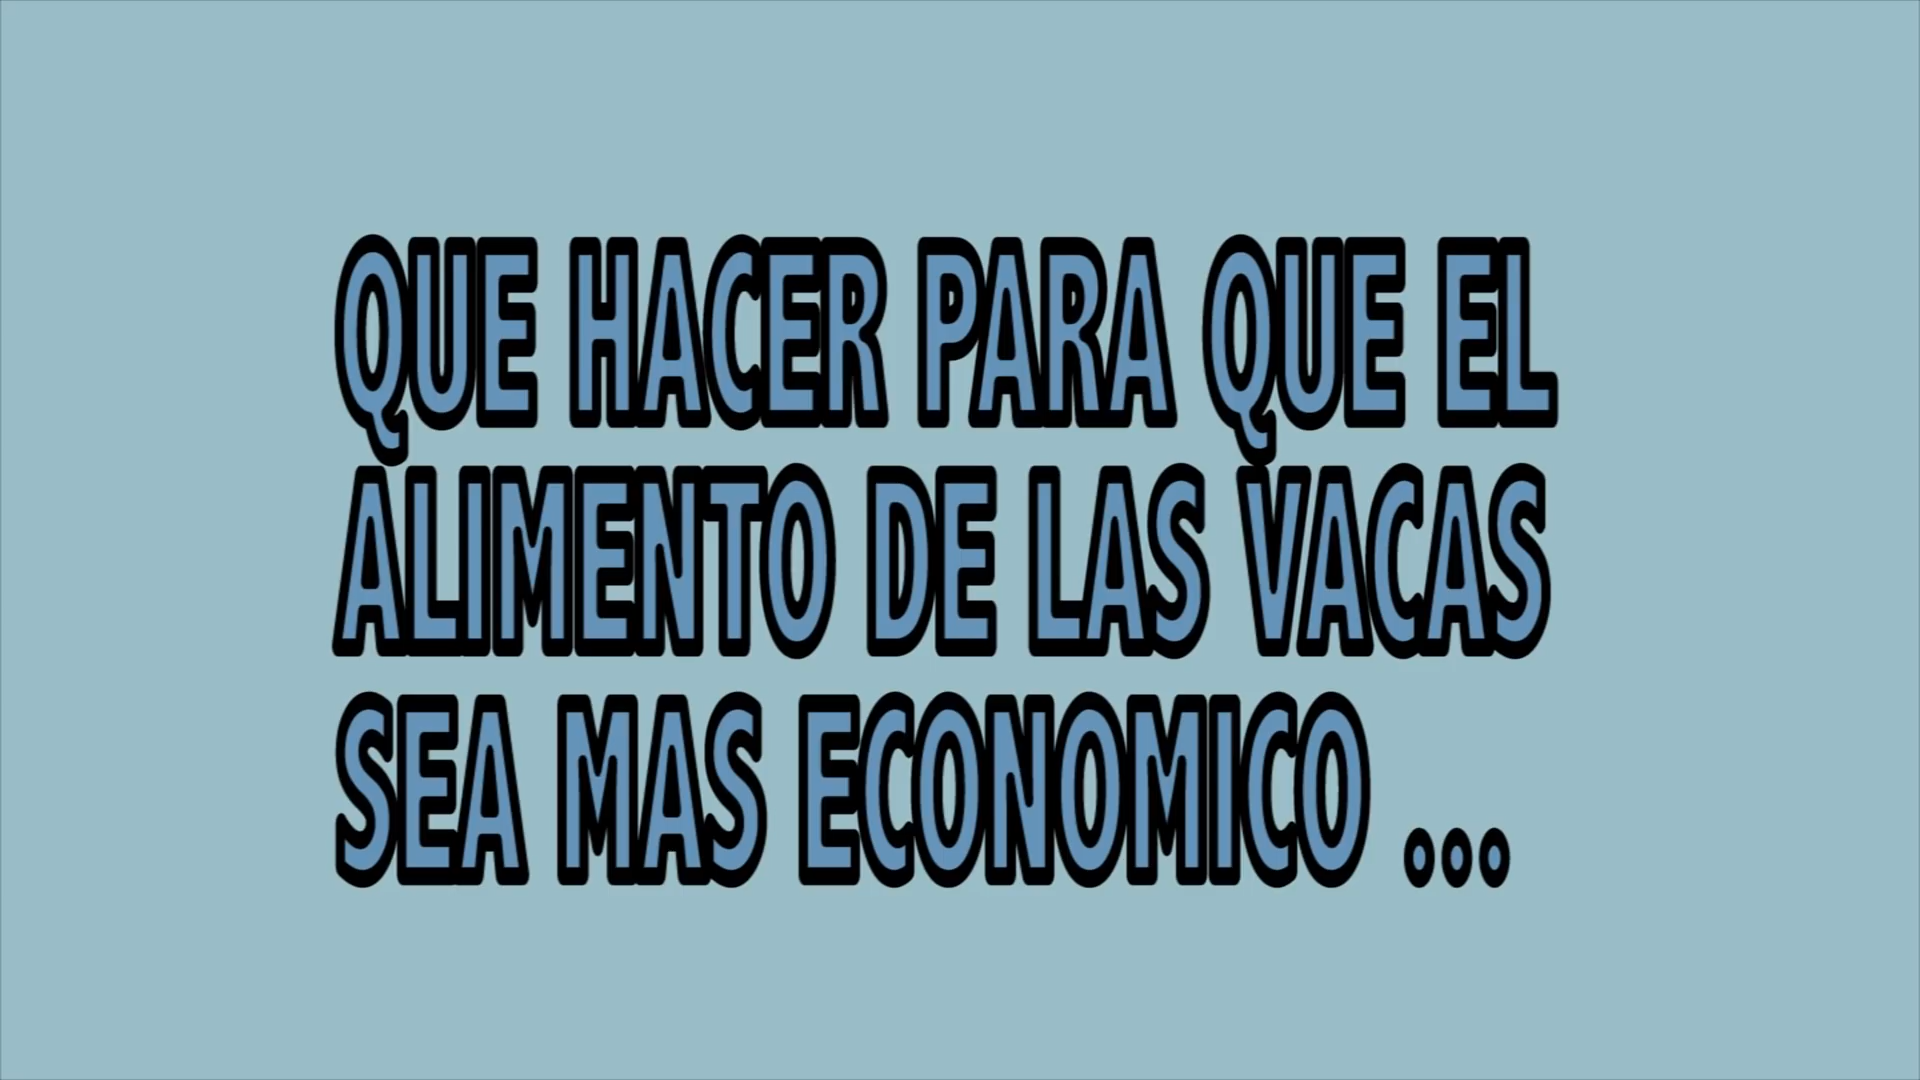 QUE HACER PARA QUE EL
ALIMENTO DE LAS VACAS
SEA MAS ECONOMICO ...